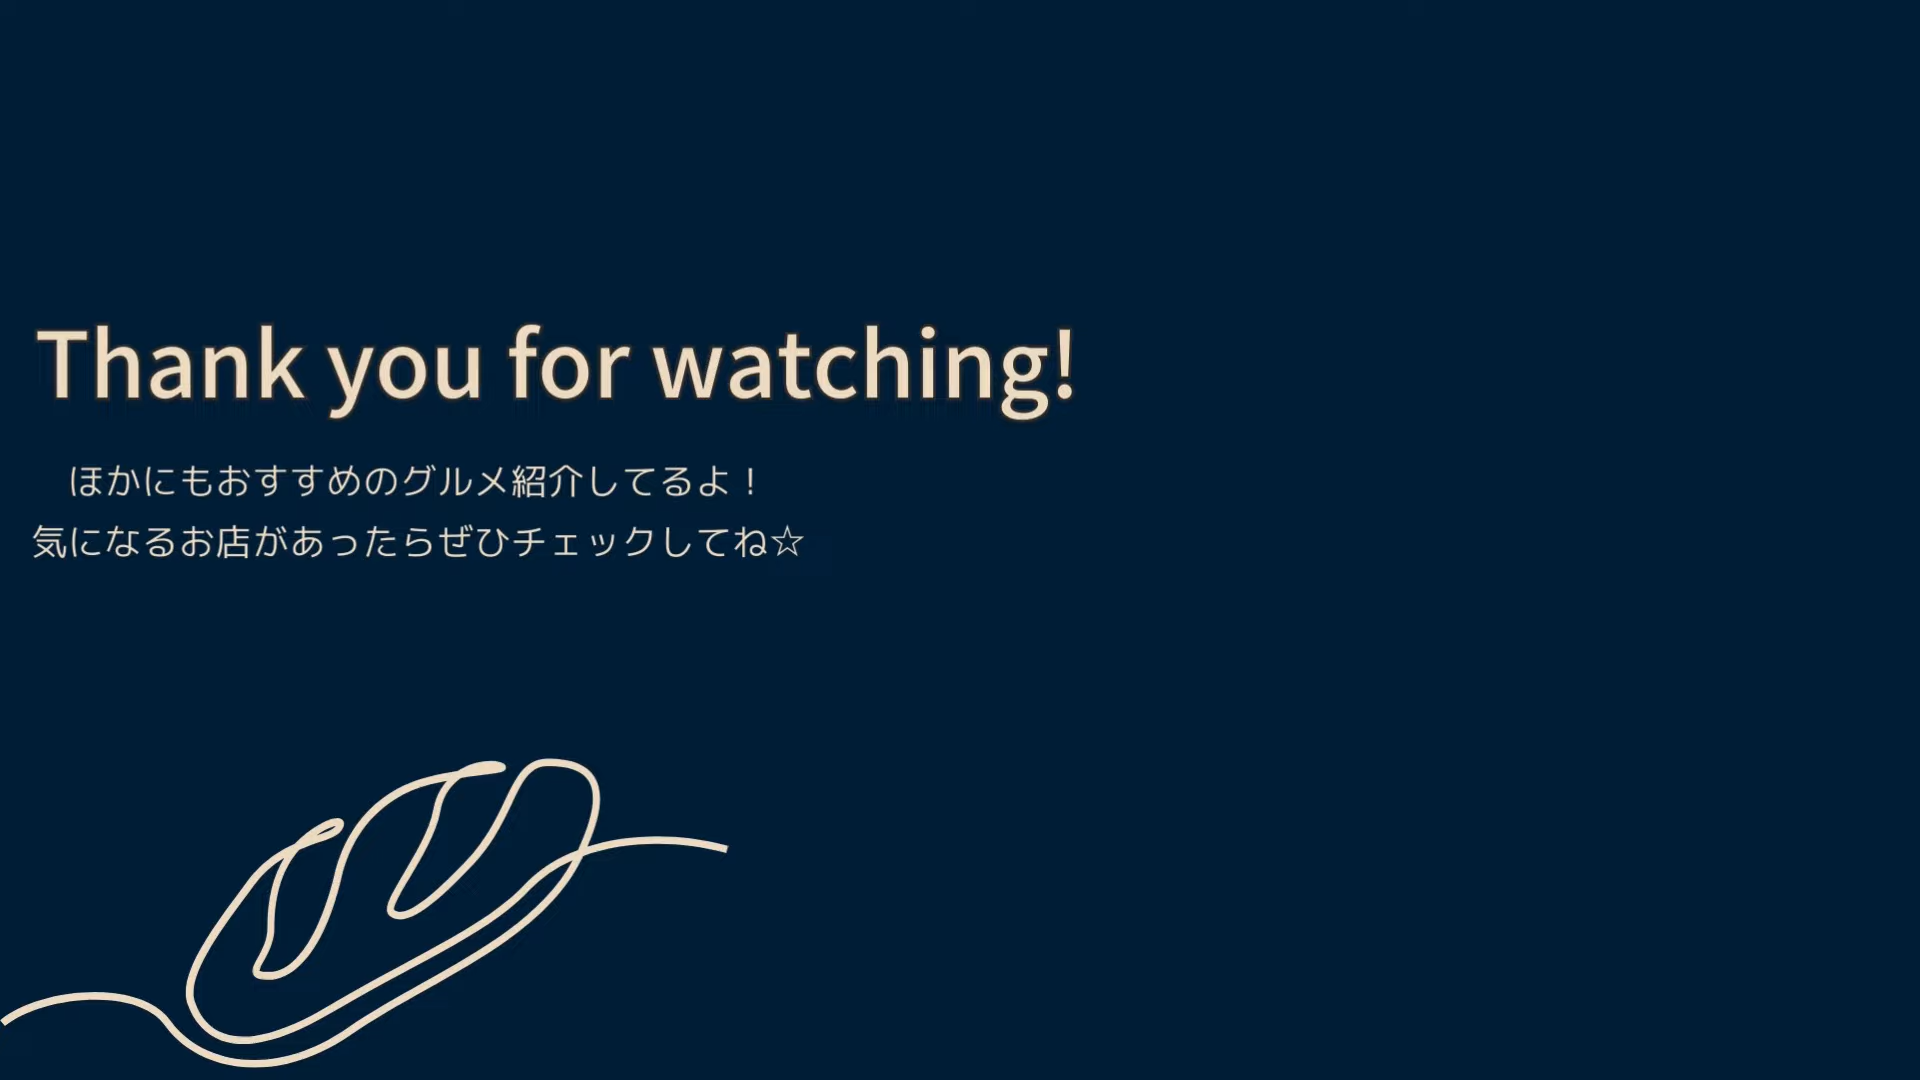 Thank you for watching!
ほかにもおすすめのグルメ紹介してるよ！
気になるお店があったらぜひチェックしてね☆